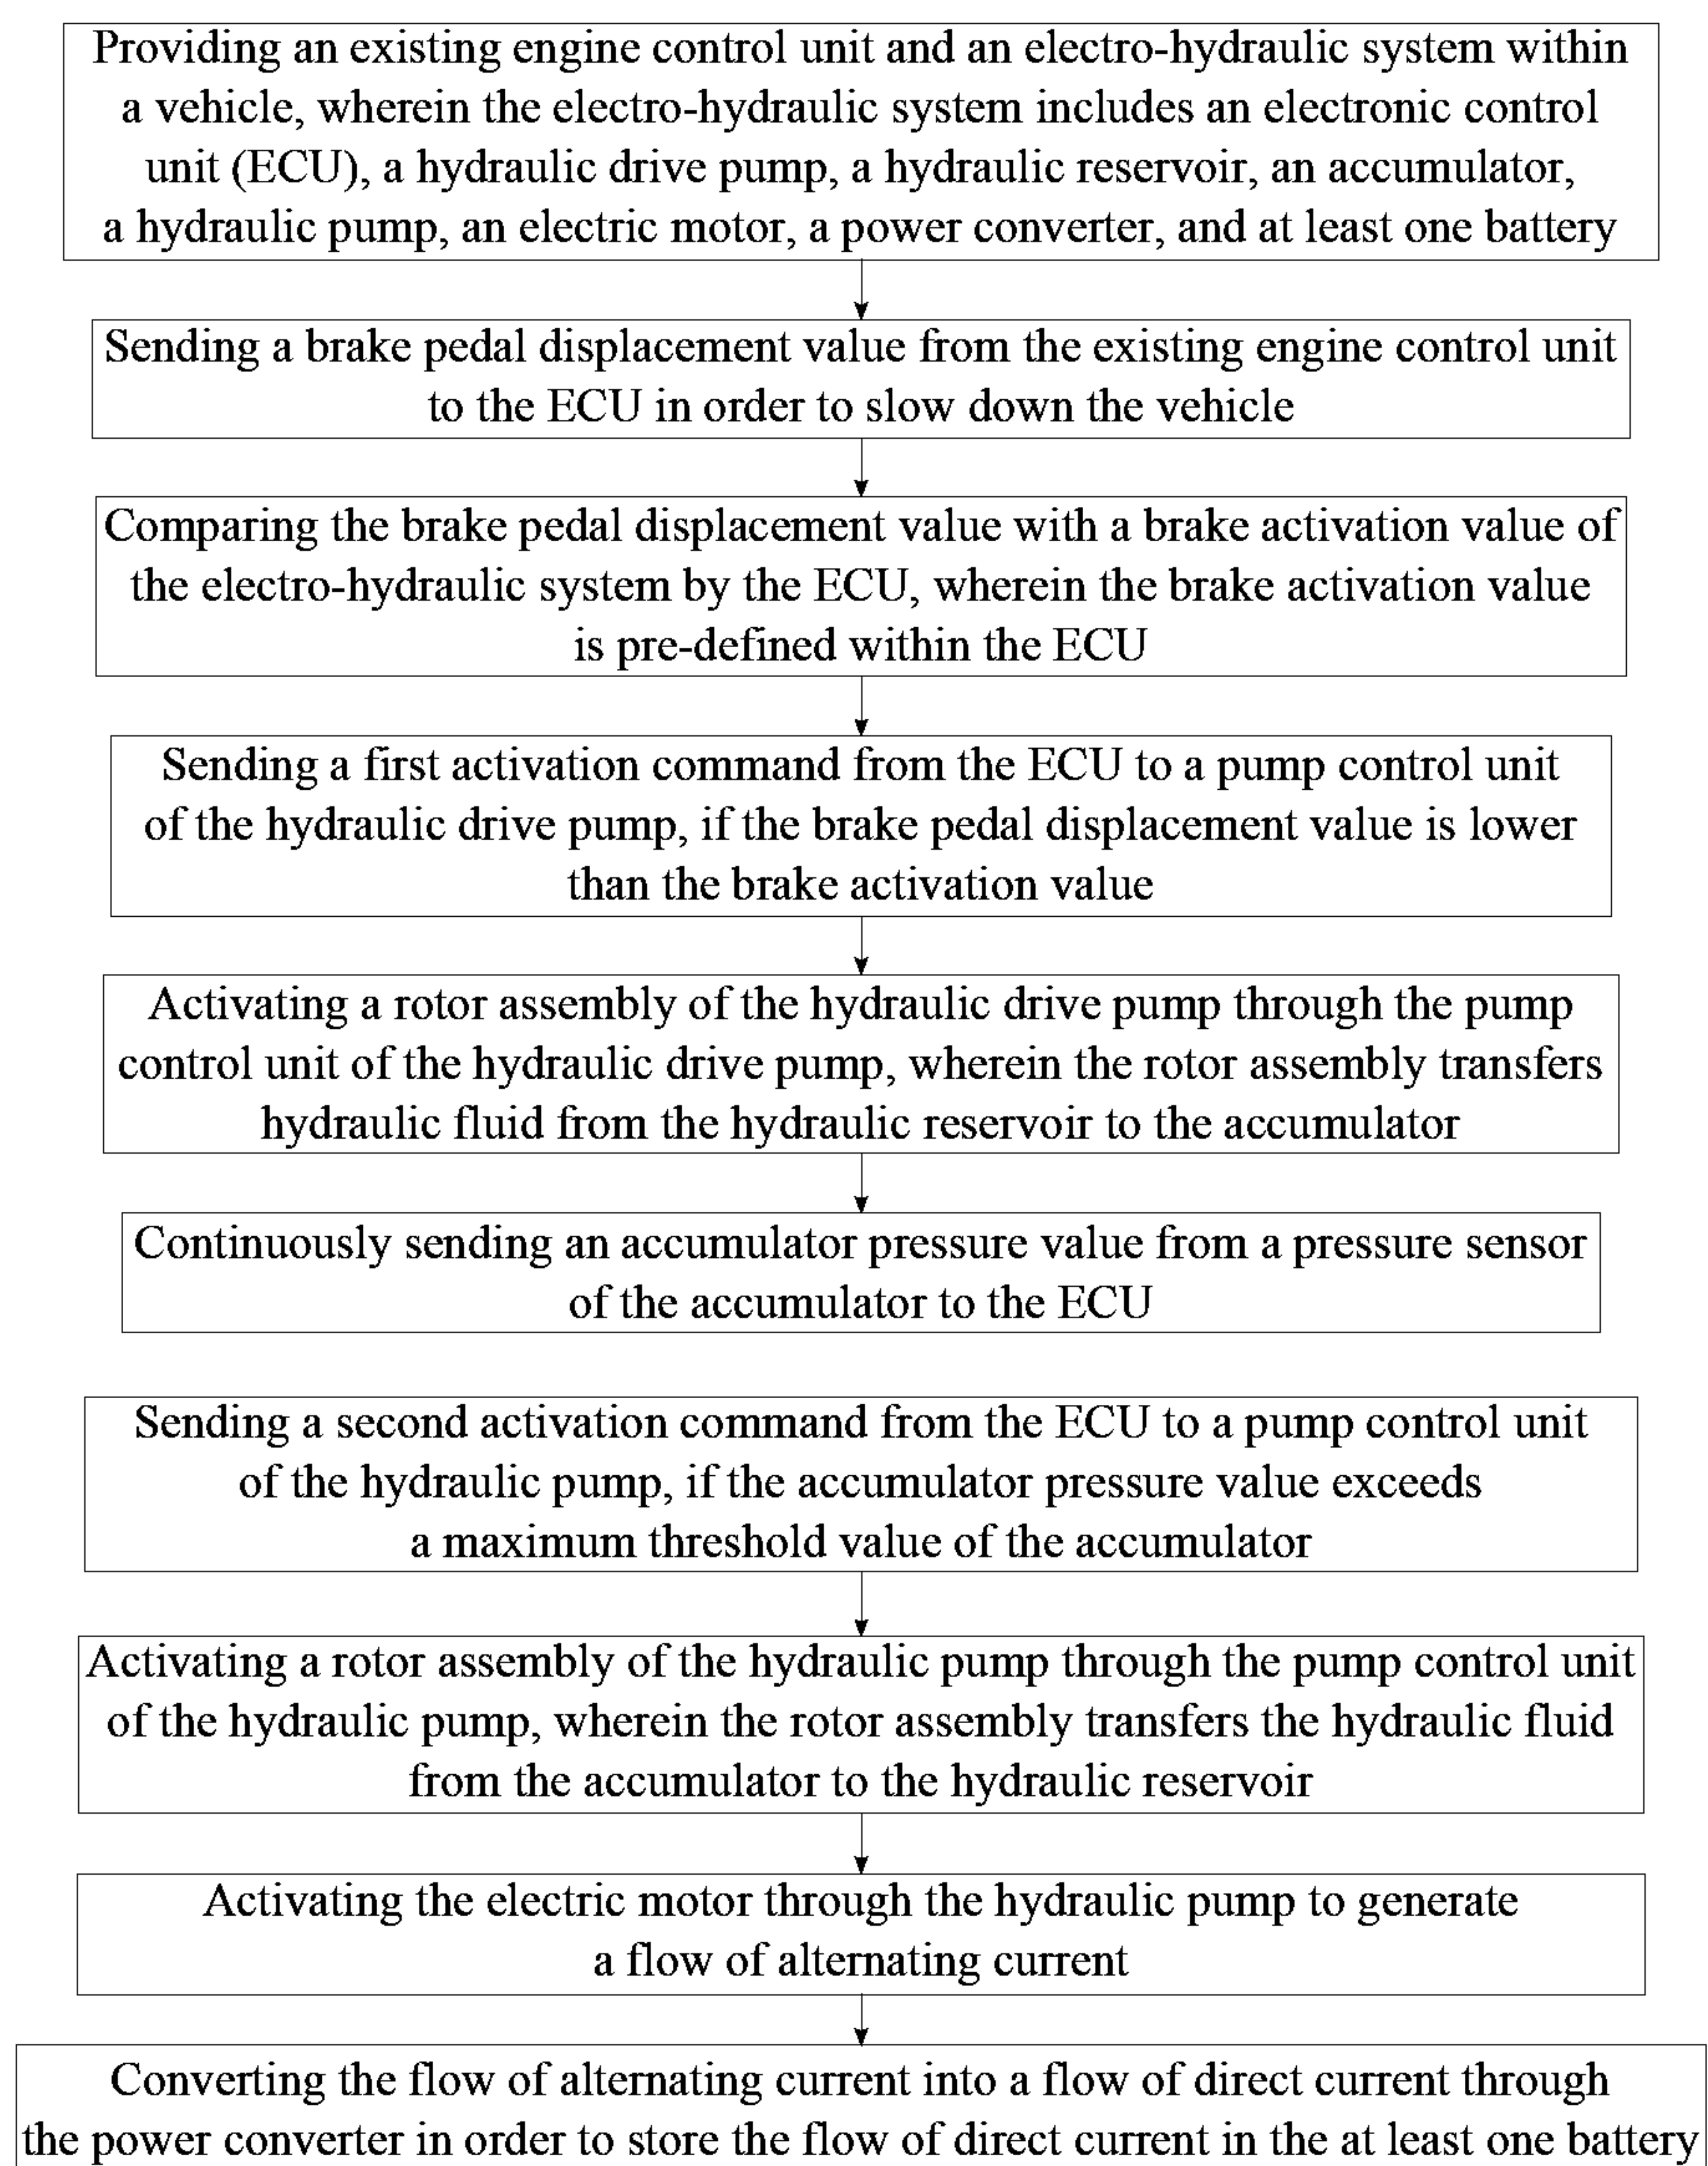 Providing an existing engine control unit and an electro-hydraulic system within
a vehicle, wherein the electro-hydraulic system includes an electronic control
unit (ECU), a hydraulic drive pump, a hydraulic reservoir, an accumulator,
a hydraulic pump, an electric motor, a power converter, and at least one battery
Sending a brake pedal displacement value from the existing engine control unit
to the ECU in order to slow down the vehicle
Comparing the brake pedal displacement value with a brake activation value of
the electro-hydraulic system by the ECU, wherein the brake activation value
is pre-defined within the ECU
Sending a first activation command from the ECU to a pump control unit
of the hydraulic drive pump, if the brake pedal displacement value is lower
than the brake activation value
Activating a rotor assembly of the hydraulic drive pump through the pump
control unit of the hydraulic drive pump, wherein the rotor assembly transfers
hydraulic fluid from the hydraulic reservoir to the accumulator
Continuously sending an accumulator pressure value from a pressure sensor
of the accumulator to the ECU
Sending a second activation command from the ECU to a pump control unit
of the hydraulic pump, if the accumulator pressure value exceeds
a maximum threshold value of the accumulator
Activating a rotor assembly of the hydraulic pump through the pump control unit
of the hydraulic pump, wherein the rotor assembly transfers the hydraulic fluid
from the accumulator to the hydraulic reservoir
Activating the electric motor through the hydraulic pump to generate
a flow of alternating current
Converting the flow of alternating current into a flow of direct current through
the power converter in order to store the flow of direct current in the at least one battery